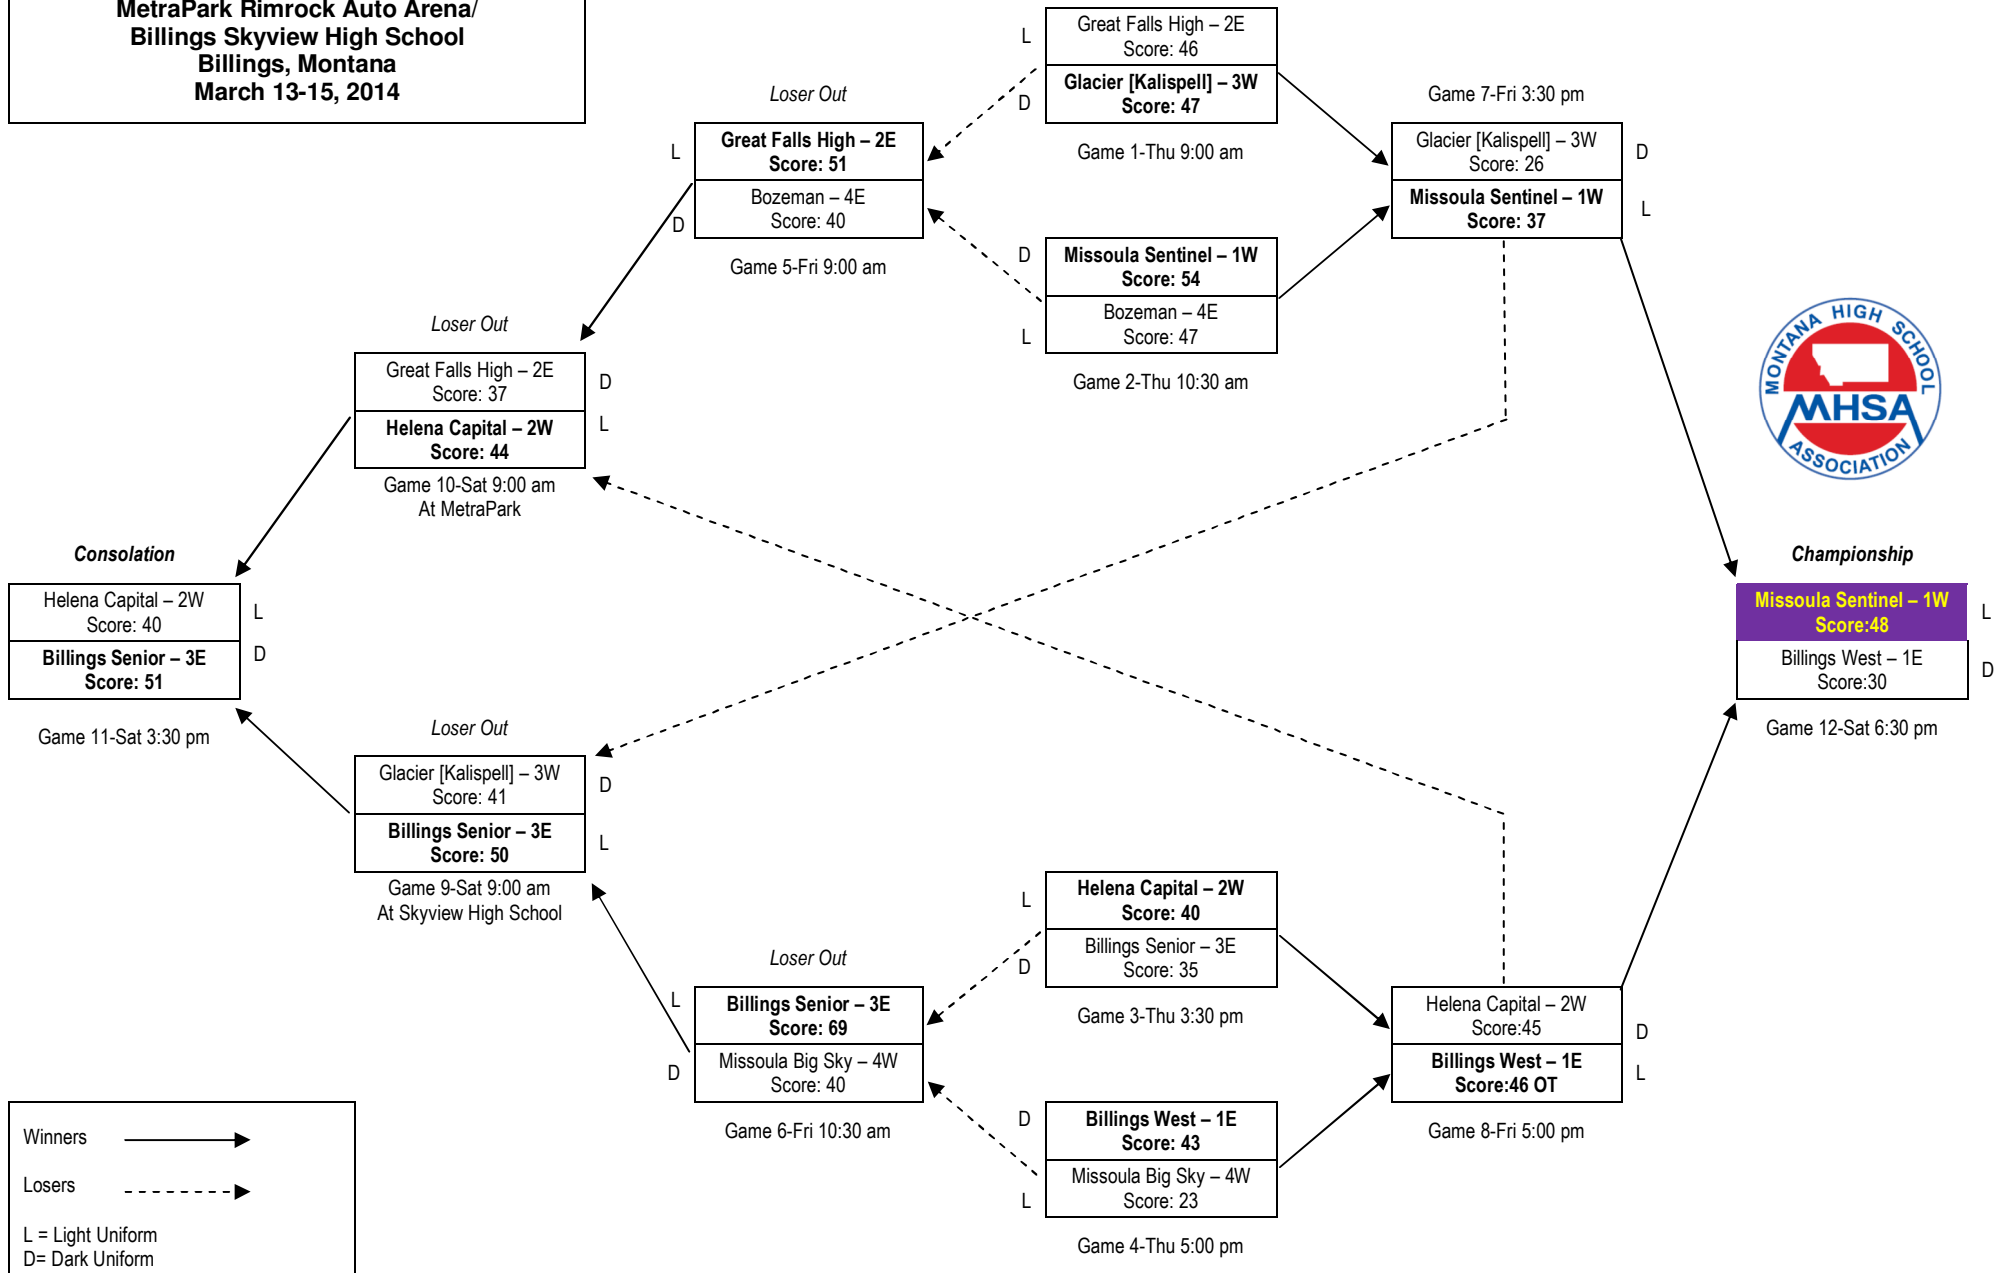 MetraPark Rimrock Auto Arena/
Billings Skyview High School
Billings, Montana
March 13-15, 2014
L
Great Falls High – 2E
Score: 46
D
Glacier [Kalispell] – 3W
Score: 47
Game 1-Thu 9:00 am
D
Missoula Sentinel – 1W
Score: 54
L
Bozeman – 4E
Score: 47
Game 2-Thu 10:30 am
Loser Out
L
Great Falls High – 2E
Score: 51
D
Bozeman – 4E
Score: 40
Game 5-Fri 9:00 am
Game 7-Fri 3:30 pm
Glacier [Kalispell] – 3W
Score: 26
D
Missoula Sentinel – 1W
Score: 37
L
MONTANA HIGH SCHOOL
MHSA
ASSOCIATION
Loser Out
Great Falls High – 2E
Score: 37
D
Helena Capital – 2W
Score: 44
L
Game 10-Sat 9:00 am
At MetraPark
Consolation
Helena Capital – 2W
Score: 40
L
Billings Senior – 3E
Score: 51
D
Game 11-Sat 3:30 pm
Championship
Missoula Sentinel – 1W
Score:48
L
Billings West – 1E
Score:30
D
Game 12-Sat 6:30 pm
Loser Out
Glacier [Kalispell] – 3W
Score: 41
D
Billings Senior – 3E
Score: 50
L
Game 9-Sat 9:00 am
At Skyview High School
Loser Out
L
Billings Senior – 3E
Score: 69
D
Missoula Big Sky – 4W
Score: 40
Game 6-Fri 10:30 am
L
Helena Capital – 2W
Score: 40
D
Billings Senior – 3E
Score: 35
Game 3-Thu 3:30 pm
D
Billings West – 1E
Score: 43
L
Missoula Big Sky – 4W
Score: 23
Game 4-Thu 5:00 pm
Helena Capital – 2W
Score:45
D
Billings West – 1E
Score:46 OT
L
Game 8-Fri 5:00 pm
Winners
Losers
L = Light Uniform
D= Dark Uniform